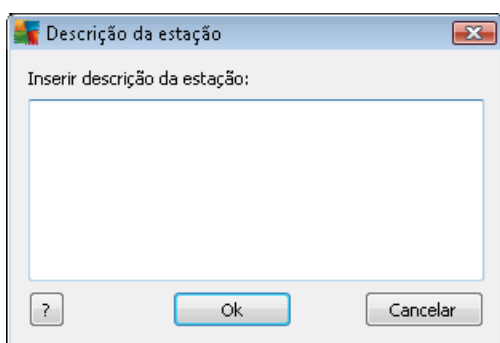 Descrição da estação
Inserir descrição da estação:
?
Ok
Cancelar